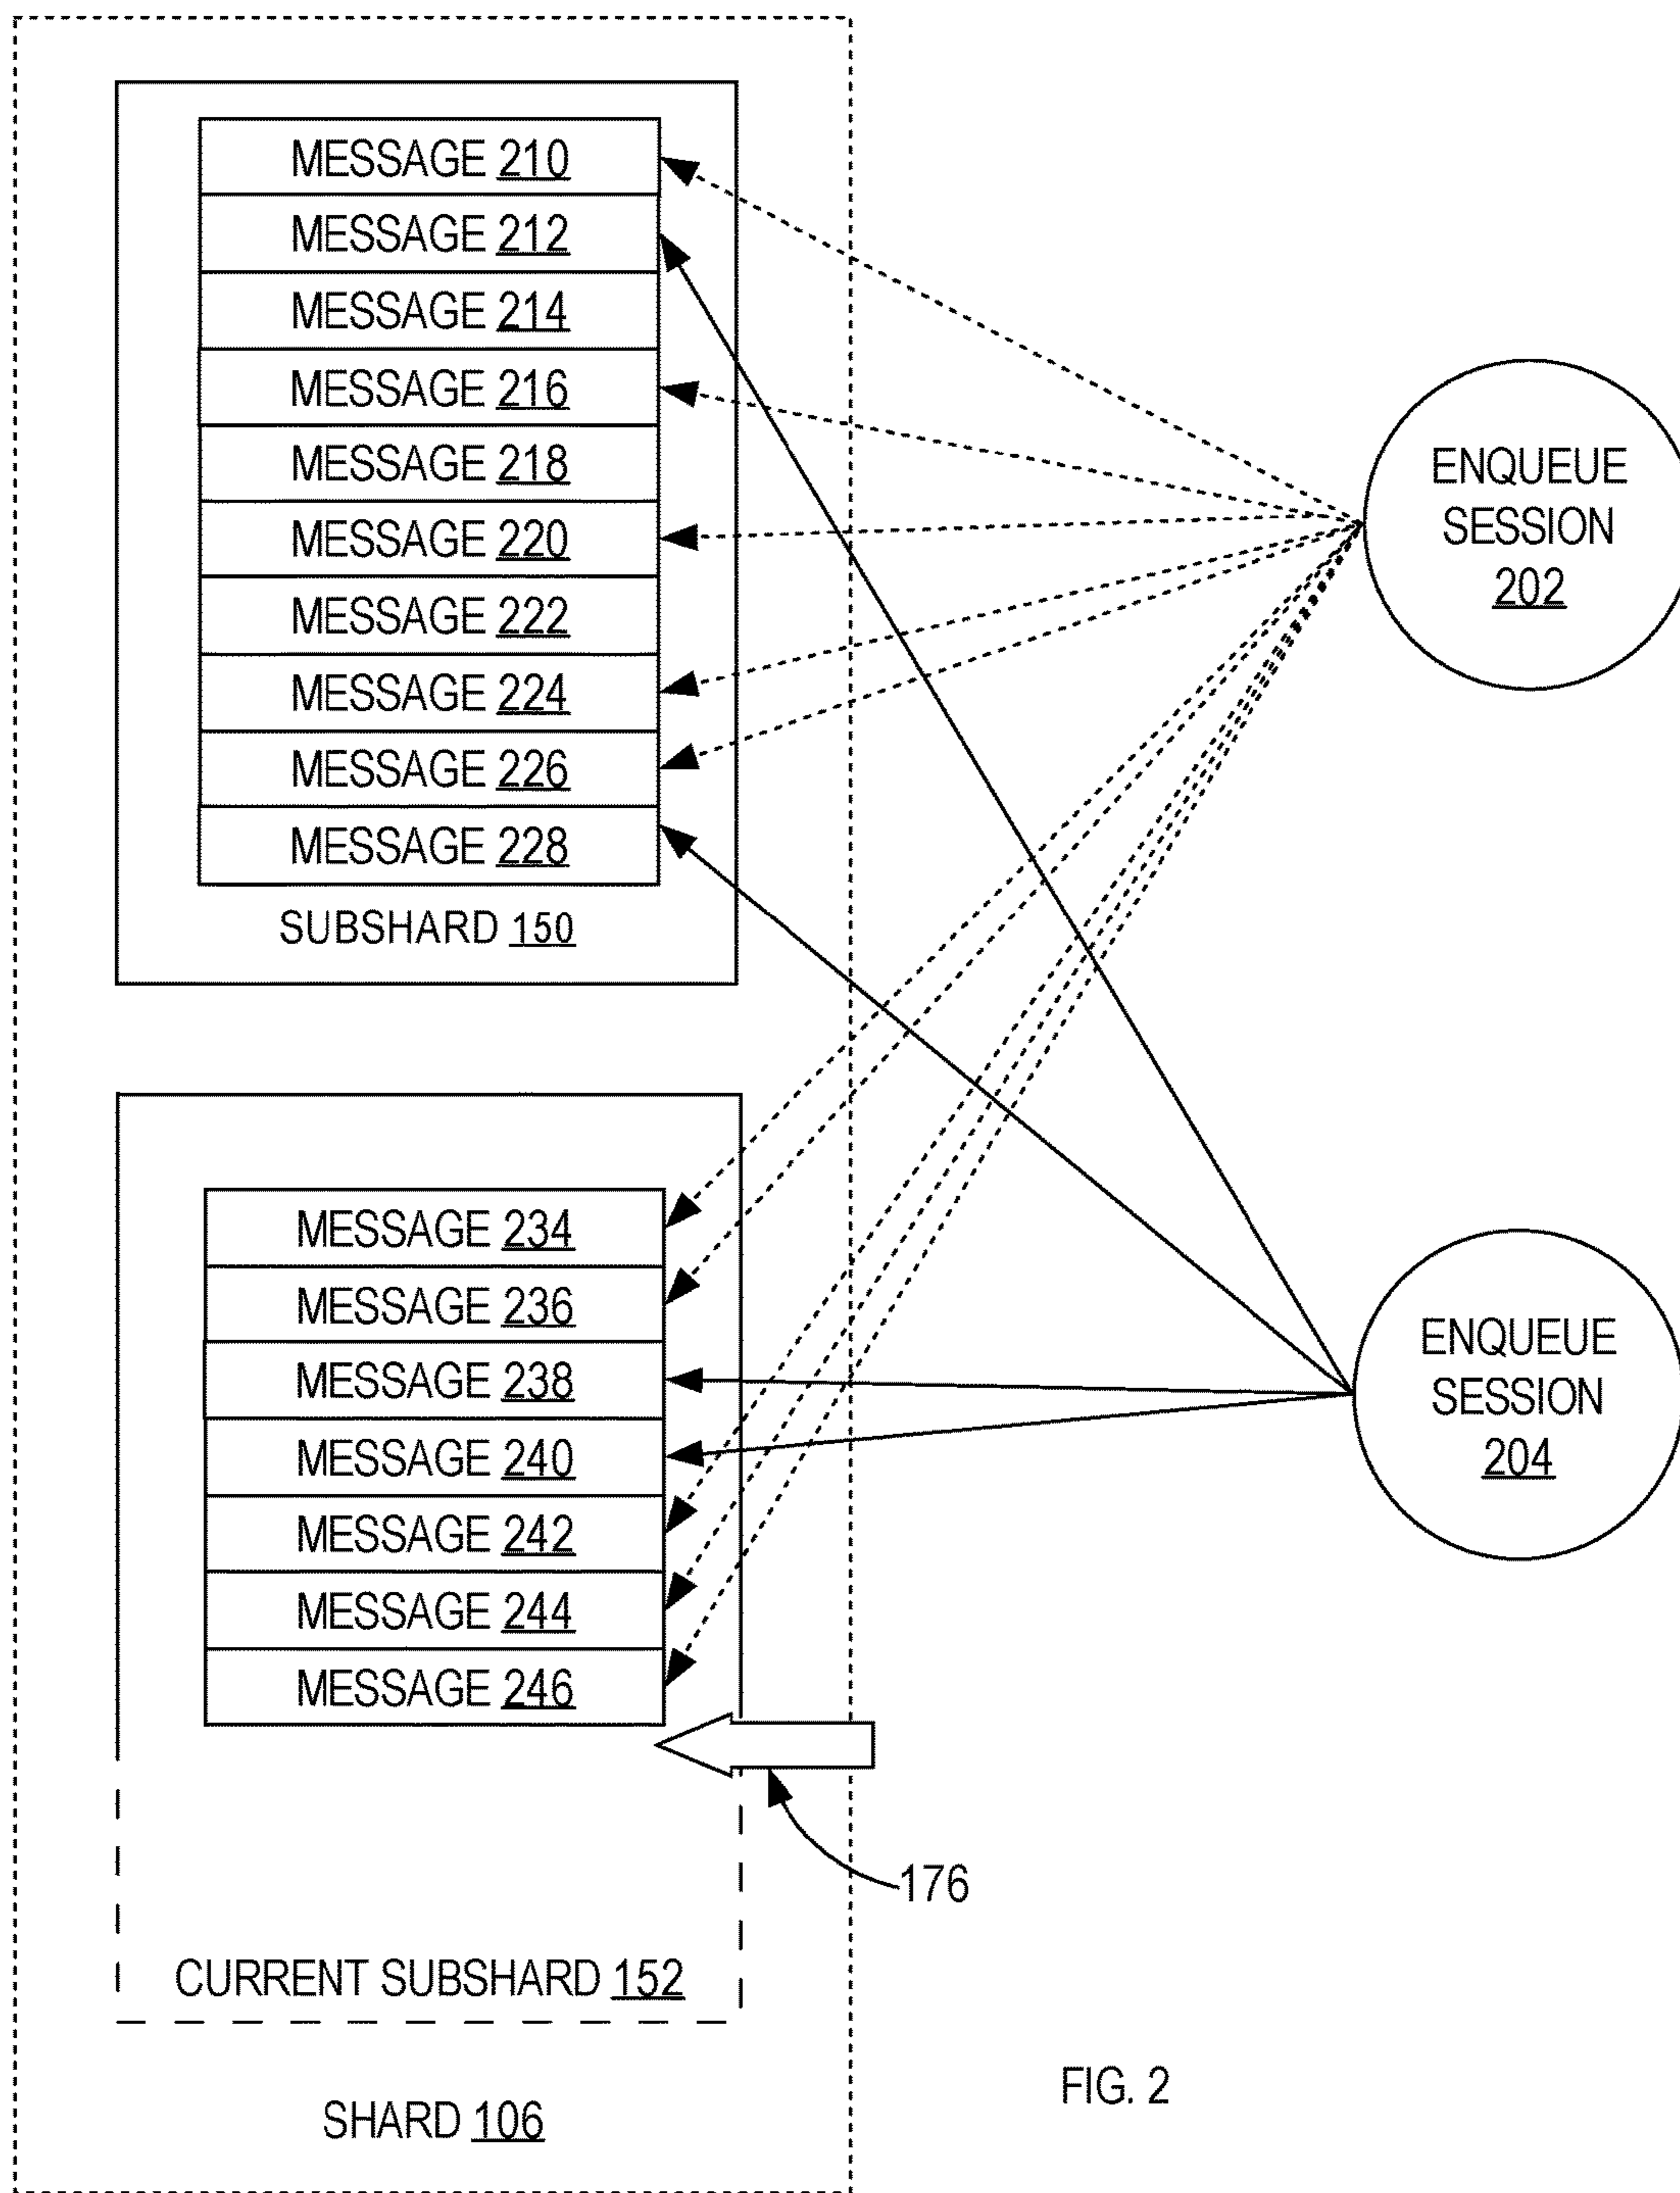 MESSAGE 210
MESSAGE 212
MESSAGE 214
MESSAGE 216
MESSAGE 218
MESSAGE 220
MESSAGE 222
MESSAGE 224
MESSAGE 226
MESSAGE 228
SUBSHARD 150
ENQUEUE
SESSION
202
MESSAGE 234
MESSAGE 236
MESSAGE 238
MESSAGE 240
MESSAGE 242
MESSAGE 244
MESSAGE 246
ENQUEUE
SESSION
204
176
CURRENT SUBSHARD 152
SHARD 106
FIG. 2